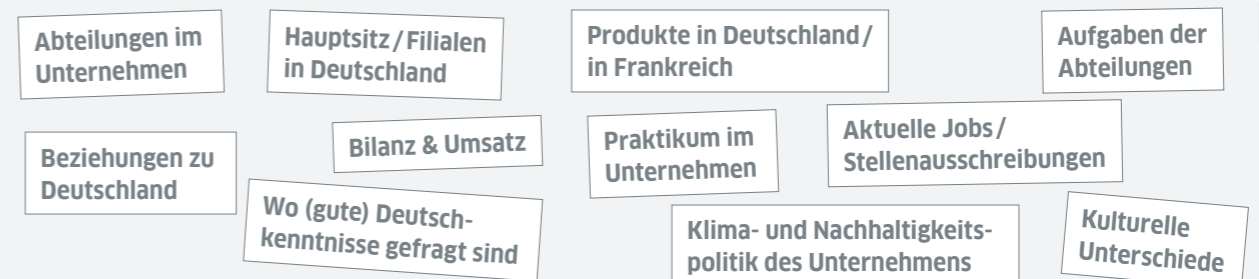 Abteilungen im
Unternehmen
Hauptsitz/Filialen
in Deutschland
Produkte in Deutschland/
in Frankreich
Aufgaben der
Abteilungen
Beziehungen zu
Deutschland
Bilanz & Umsatz
Praktikum im
Unternehmen
Aktuelle Jobs/
Stellenausschreibungen
Wo (gute) Deutsch-
kenntnisse gefragt sind
Klima- und Nachhaltigkeits-
politik des Unternehmens
Kulturelle
Unterschiede